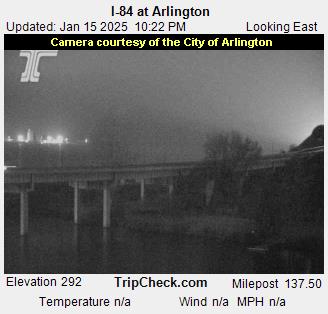 I-84 at Arlington
Updated: Jan 15 2025 10:22 PM Looking East
Camera courtesy of the City of Arlington
Elevation 292 TripCheck.com Milepost 137.50
Temperature n/a Wind n/a MPH n/a